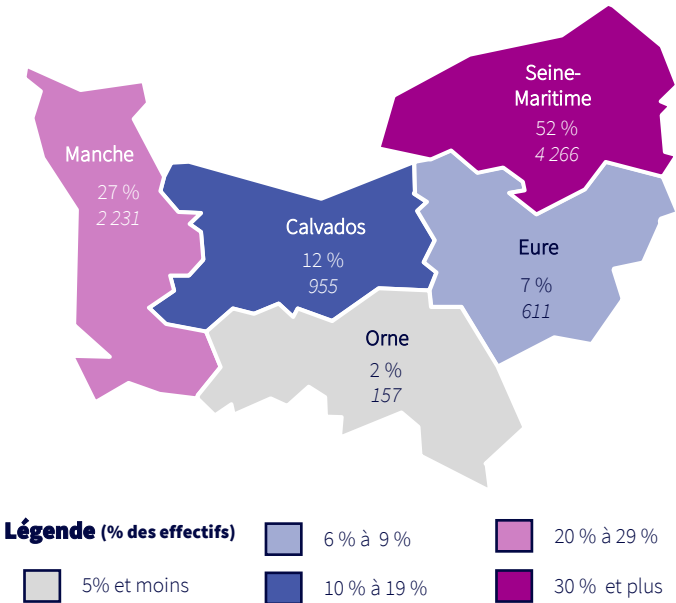 Seine-
Maritime
52 %
4 266
Manche
27 %
2 231
Calvados
12 %
955
Eure
7 %
611
Orne
2 %
157
Légende (% des effectifs)
5% et moins
6 % à 9 %
10 % à 19 %
20 % à 29 %
30 % et plus